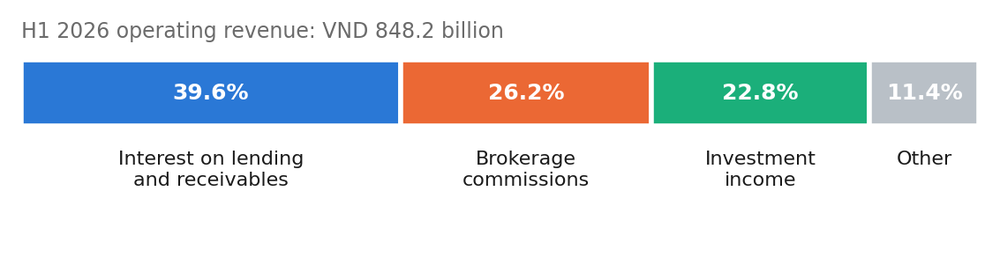 H1 2026 operating revenue: VND 848.2 billion
39.6%
26.2%
22.8%
11.4%
Interest on lending
and receivables
Brokerage
commissions
Investment
income
Other